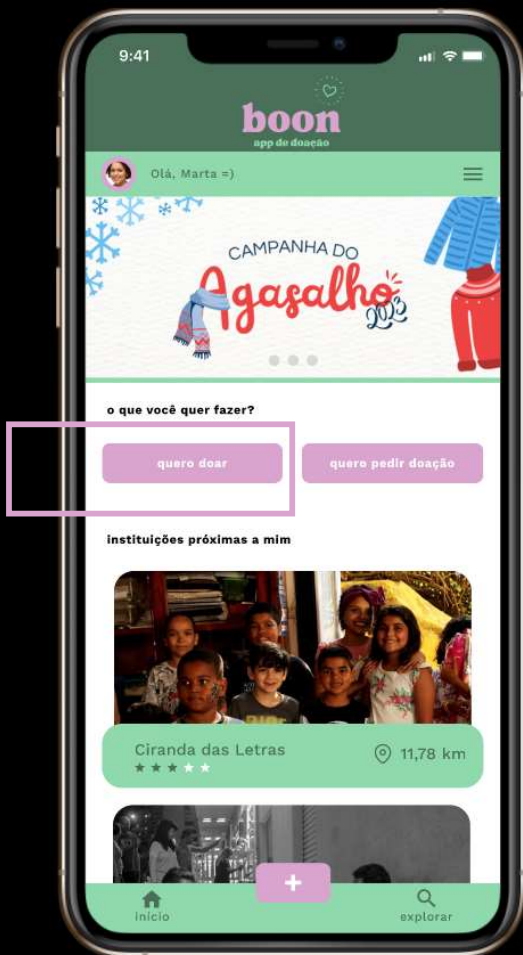 9:41
boon
app de doação
Olá, Marta =)
CAMPANHA DO
Agasalho
2023
o que você quer fazer?
quero doar
quero pedir doação
instituições próximas a mim
Ciranda das Letras
11,78 km
+
início
explorar